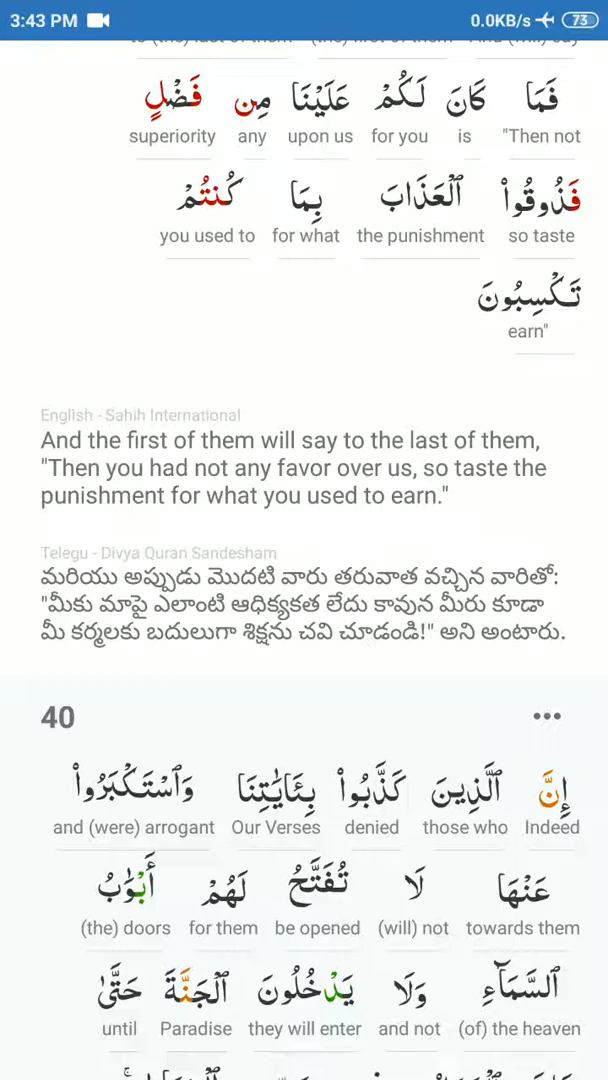 3:43 PM 0.0KB/s 73
فَمَا كَانَ لَكُمْ عَلَيْنَا مِن فَضْلٍ
"Then not is for you upon us any superiority
فَذُوقُوا۟ ٱلْعَذَابَ بِمَا كُنتُمْ
so taste the punishment for what you used to
تَكْسِبُونَ
earn"
English - Sahih International
And the first of them will say to the last of them,
"Then you had not any favor over us, so taste the
punishment for what you used to earn."
Telegu - Divya Quran Sandesham
మరియు అప్పుడు మొదటి వారు తరువాత వచ్చిన వారితో:
"మీకు మాపై ఎలాంటి ఆధిక్యకత లేదు కావున మీరు కూడా
మీ కర్మలకు బదులుగా శిక్షను చవి చూడండి!" అని అంటారు.
40
إِنَّ ٱلَّذِينَ كَذَّبُوا۟ بِـَٔايَـٰتِنَا وَٱسْتَكْبَرُوا۟
Indeed those who denied Our Verses and (were) arrogant
عَنْهَا لَا تُفَتَّحُ لَهُمْ أَبْوَٰبُ
towards them (will) not be opened for them (the) doors
ٱلسَّمَآءِ وَلَا يَدْخُلُونَ ٱلْجَنَّةَ حَتَّىٰ
(of) the heaven and not they will enter Paradise until